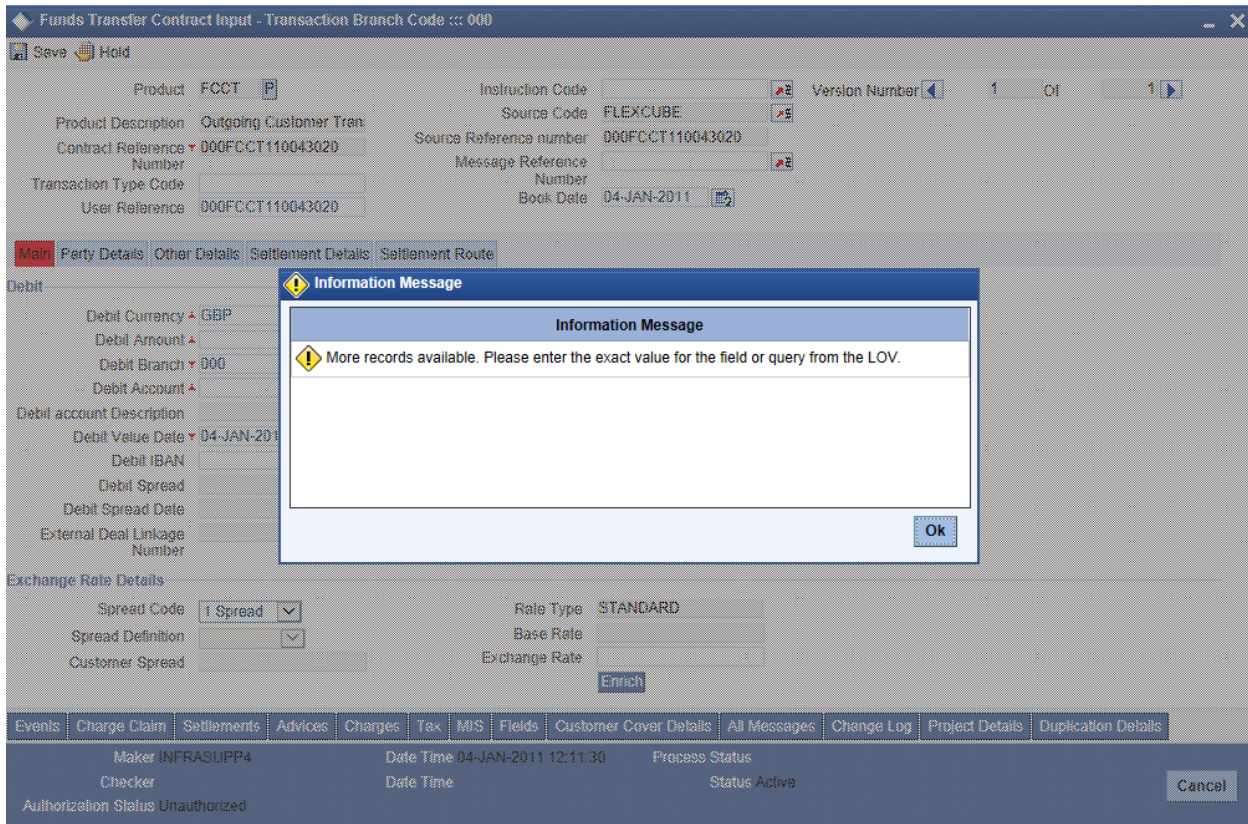 Funds Transfer Contract Input - Transaction Branch Code ::: 000
Save Hold
Product FCCT P
Product Description Outgoing Customer Tran
Contract Reference Number 000FCCT110043020
Transaction Type Code
User Reference 000FCCT110043020
Instruction Code
Source Code FLEXCUBE
Source Reference number 000FCCT110043020
Message Reference Number
Book Date 04-JAN-2011
Version Number 1 Of 1
Main Party Details Other Details Settlement Details Settlement Route
Debit
Debit Currency GBP
Debit Amount
Debit Branch 000
Debit Account
Debit account Description
Debit Value Date 04-JAN-201
Debit IBAN
Debit Spread
Debit Spread Date
External Deal Linkage Number
Information Message
Information Message
More records available. Please enter the exact value for the field or query from the LOV.
Ok
Exchange Rate Details
Spread Code 1 Spread
Spread Definition
Customer Spread
Rate Type STANDARD
Base Rate
Exchange Rate
Enrich
Events Charge Claim Settlements Advices Charges Tax MIS Fields Customer Cover Details All Messages Change Log Project Details Duplication Details
Maker INFRASUPP4 Date Time 04-JAN-2011 12:11:30 Process Status
Checker Date Time Status Active
Authorization Status Unauthorized
Cancel